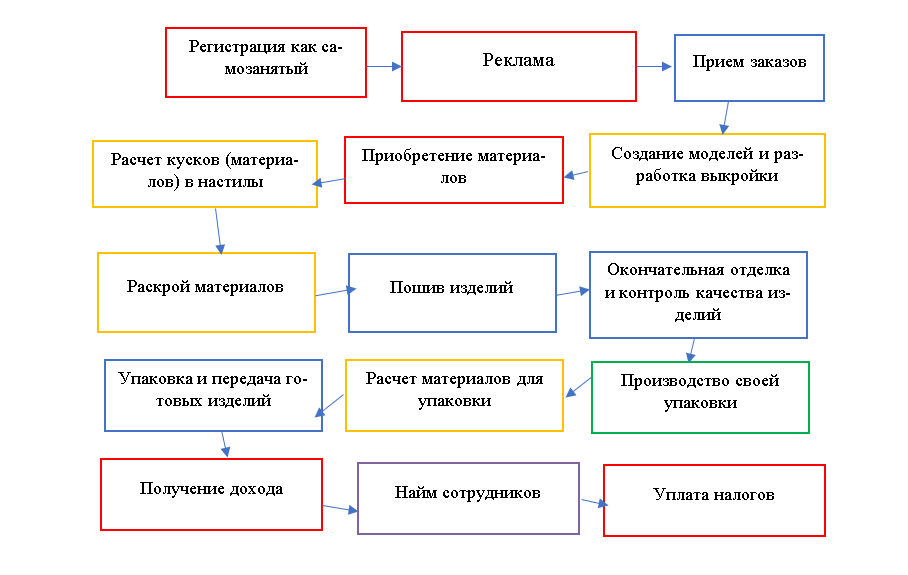 Регистрация как са-
мозанятый
Реклама
Прием заказов
Создание моделей и раз-
работка выкройки
Приобретение материа-
лов
Расчет кусков (материа-
лов) в настилы
Раскрой материалов
Пошив изделий
Окончательная отделка
и контроль качества из-
делий
Производство своей
упаковки
Расчет материалов для
упаковки
Упаковка и передача го-
товых изделий
Получение дохода
Найм сотрудников
Уплата налогов